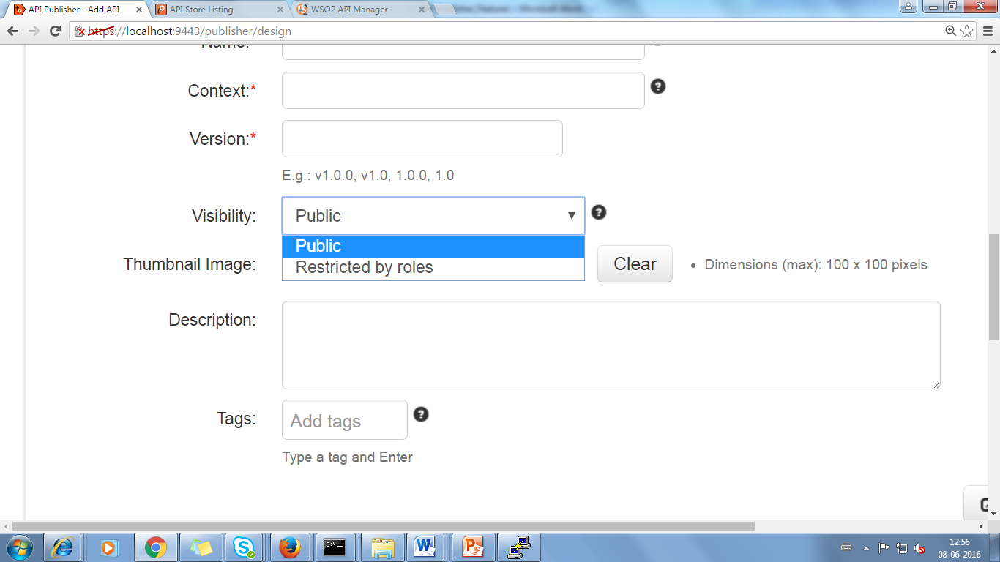 API Publisher - Add API
API Store Listing
WSO2 API Manager
https://localhost:9443/publisher/design
Name:
Context:*
Version:*
E.g.: v1.0.0, v1.0, 1.0.0, 1.0
Visibility:
Public
Public
Restricted by roles
Thumbnail Image:
Clear
Dimensions (max): 100 x 100 pixels
Description:
Tags:
Add tags
Type a tag and Enter
12:56
08-06-2016